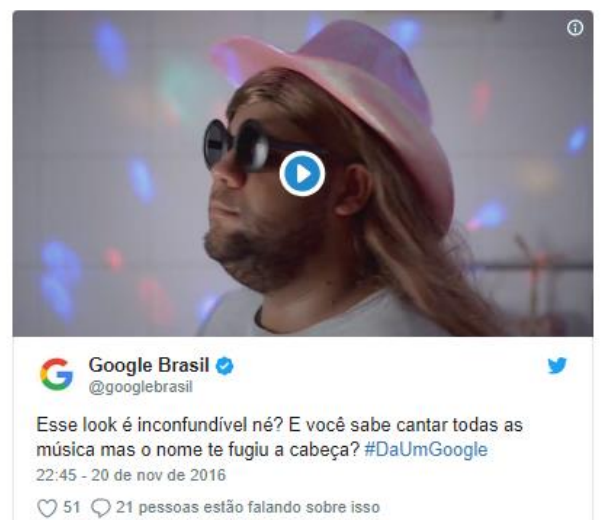 Google Brasil
@googlebrasil
Esse look é inconfundível né? E você sabe cantar todas as
música mas o nome te fugiu a cabeça? #DaUmGoogle
22:45 - 20 de nov de 2016
51 21 pessoas estão falando sobre isso